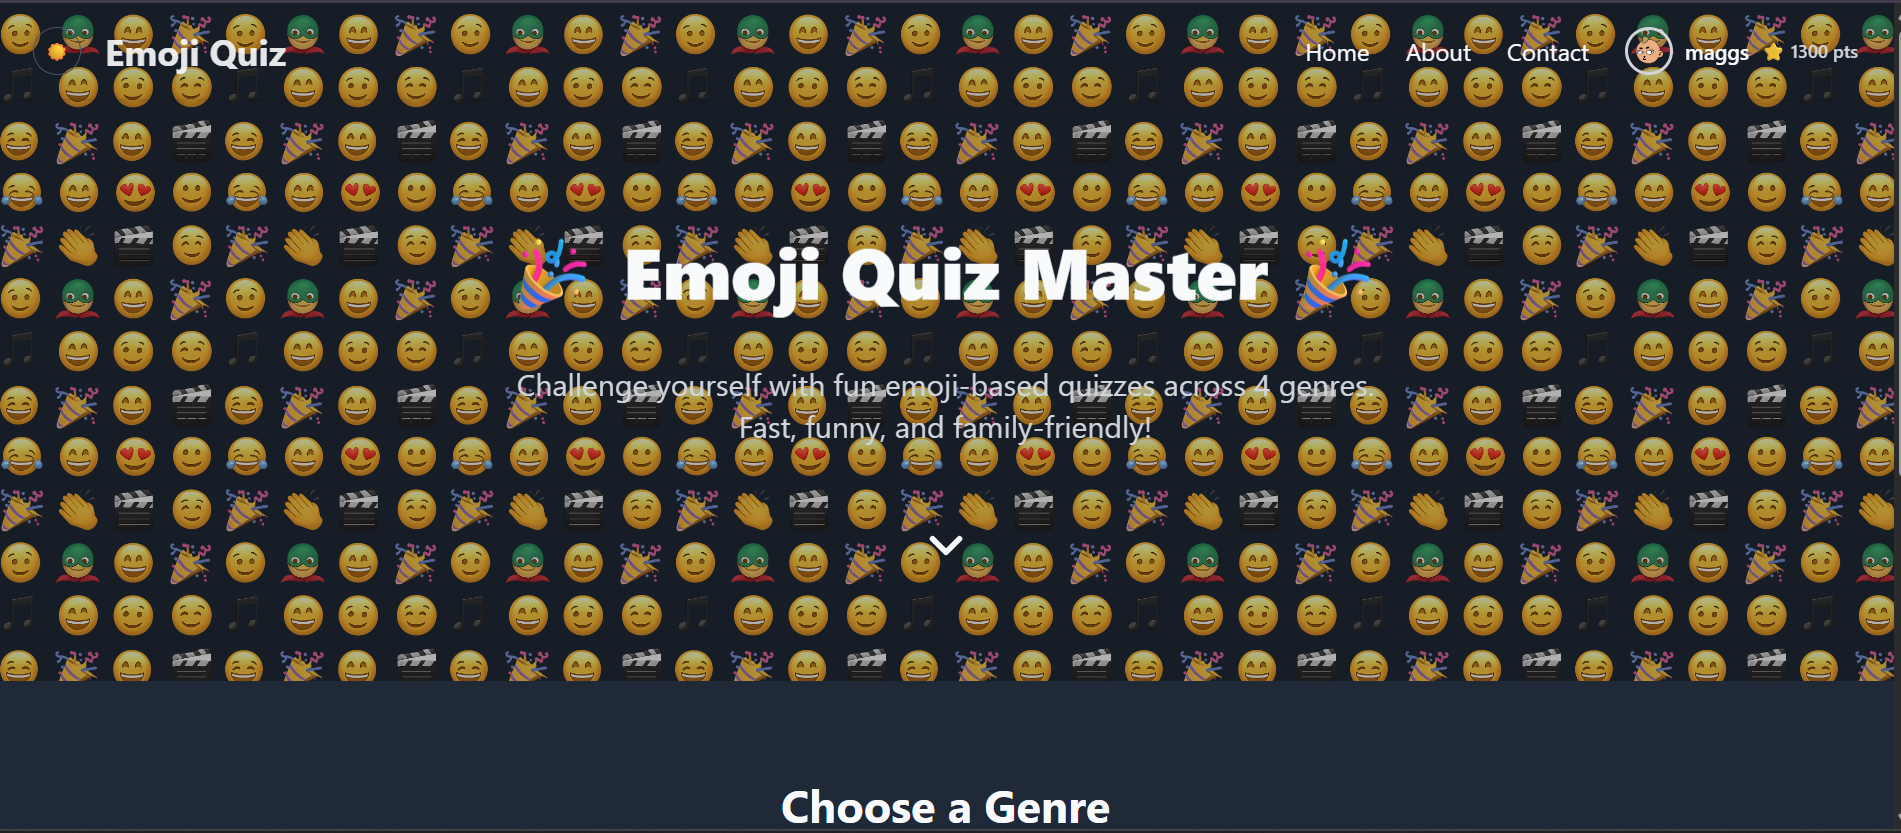 Emoji Quiz
Home About Contact maggs 1300 pts
Emoji Quiz Master
Challenge yourself with fun emoji-based quizzes across 4 genres.
Fast, funny, and family-friendly!
Choose a Genre